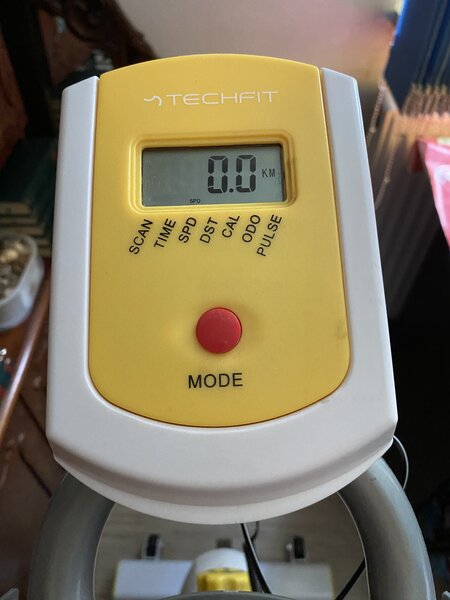 TECHFIT
0.0 KM
SPD
SCAN
TIME
SPD
DST
CAL
ODO
PULSE
MODE